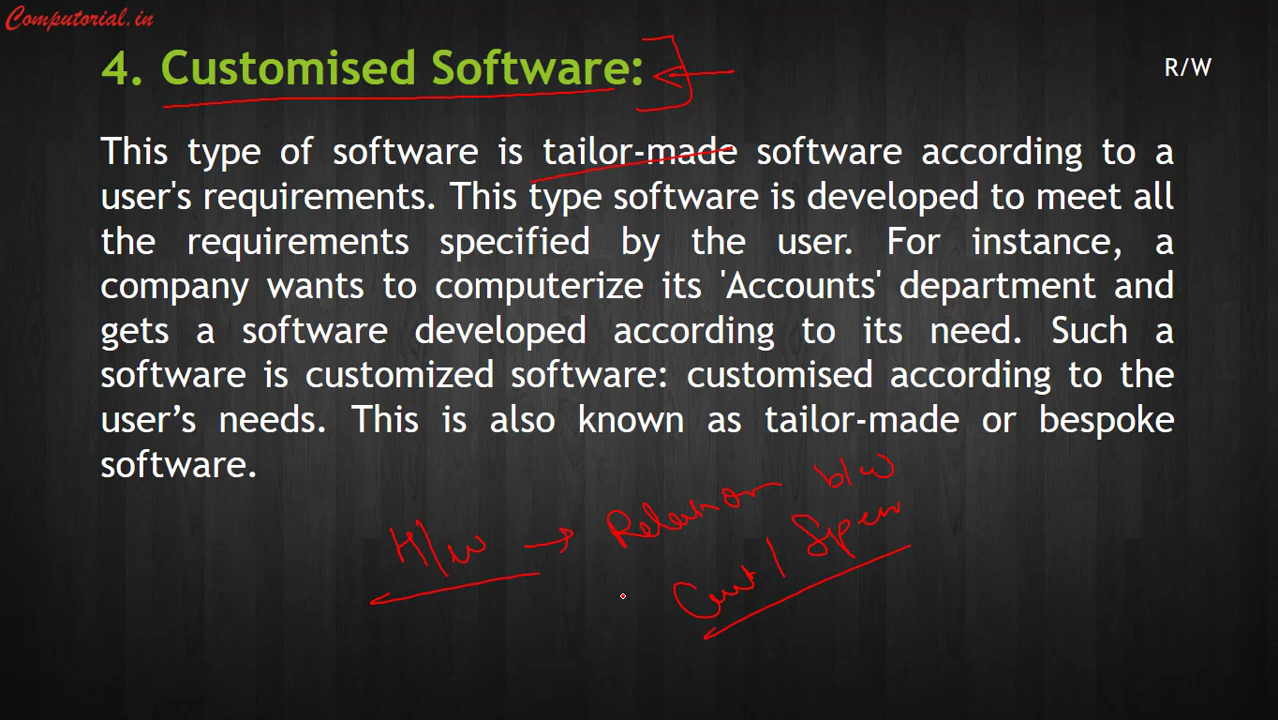 Computorial.in
4. Customised Software:
R/W
This type of software is tailor-made software according to a
user's requirements. This type software is developed to meet all
the requirements specified by the user. For instance, a
company wants to computerize its 'Accounts' department and
gets a software developed according to its need. Such a
software is customized software: customised according to the
user’s needs. This is also known as tailor-made or bespoke
software.
H/W → Relation b/w
Cust /